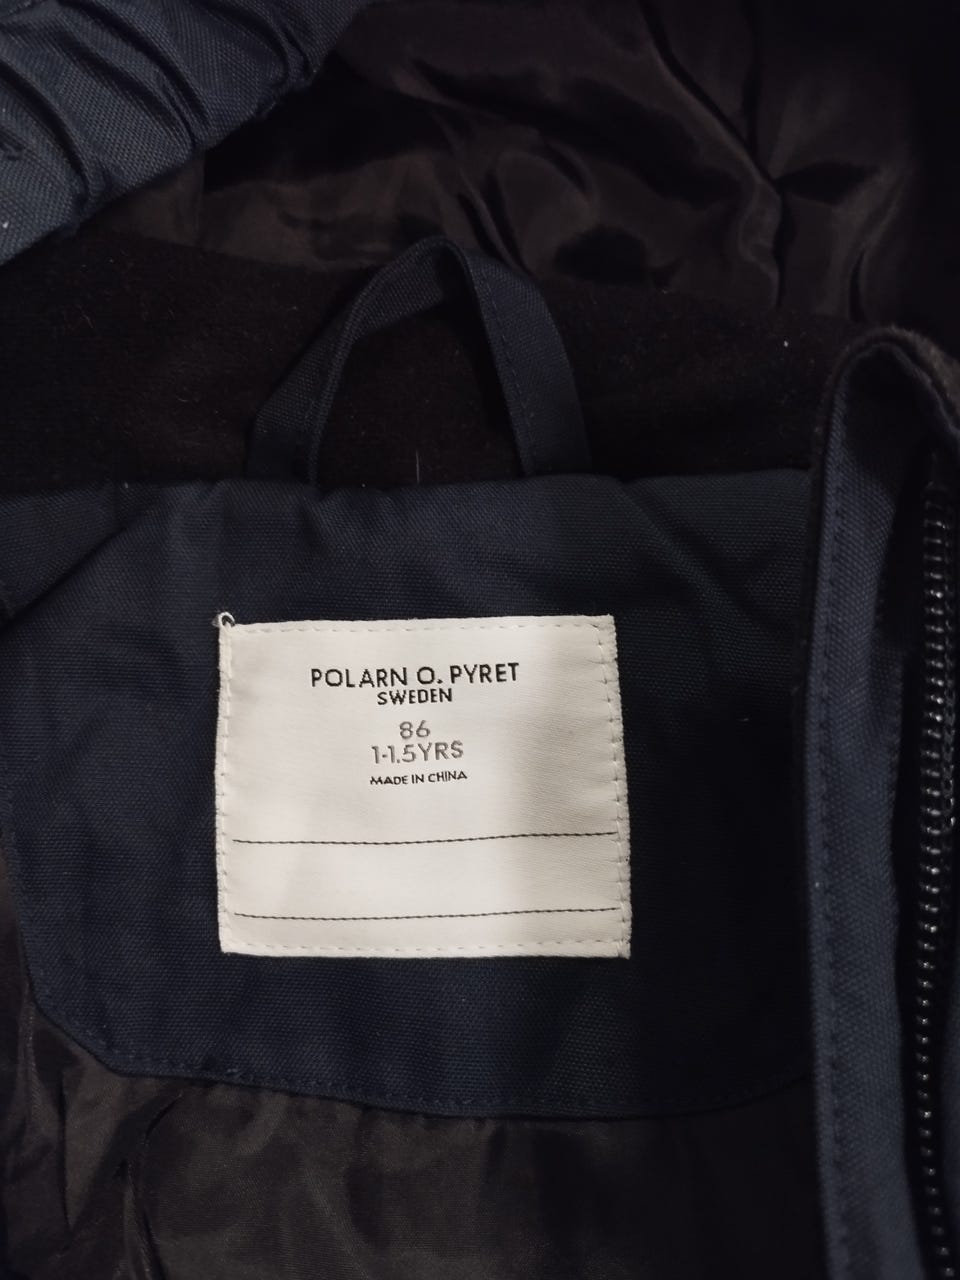 POLARN O. PYRET
SWEDEN
86
1-1.5YRS
MADE IN CHINA